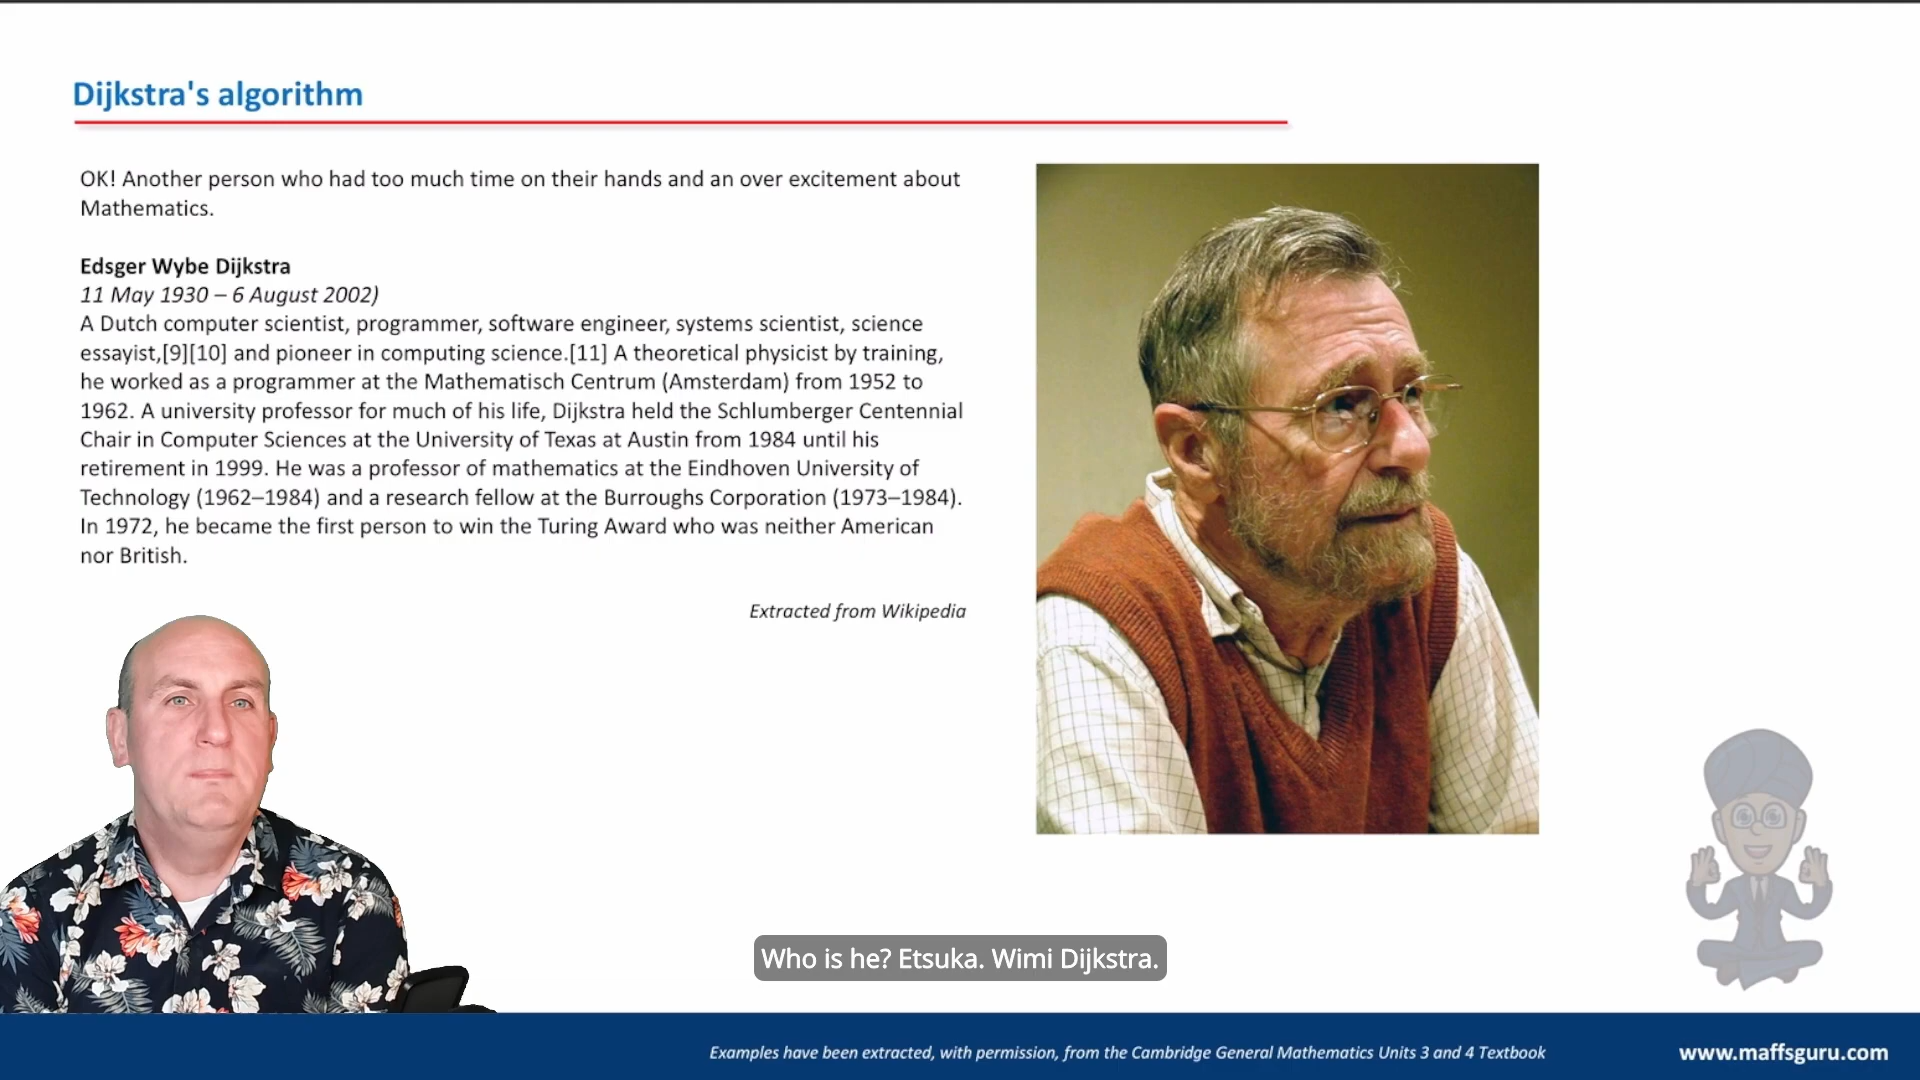 Dijkstra's algorithm
OK! Another person who had too much time on their hands and an over excitement about
Mathematics.
Edsger Wybe Dijkstra
11 May 1930 – 6 August 2002)
A Dutch computer scientist, programmer, software engineer, systems scientist, science
essayist,[9][10] and pioneer in computing science.[11] A theoretical physicist by training,
he worked as a programmer at the Mathematisch Centrum (Amsterdam) from 1952 to
1962. A university professor for much of his life, Dijkstra held the Schlumberger Centennial
Chair in Computer Sciences at the University of Texas at Austin from 1984 until his
retirement in 1999. He was a professor of mathematics at the Eindhoven University of
Technology (1962–1984) and a research fellow at the Burroughs Corporation (1973–1984).
In 1972, he became the first person to win the Turing Award who was neither American
nor British.
Extracted from Wikipedia
Who is he? Etsuka. Wimi Dijkstra.
Examples have been extracted, with permission, from the Cambridge General Mathematics Units 3 and 4 Textbook
www.maffsguru.com